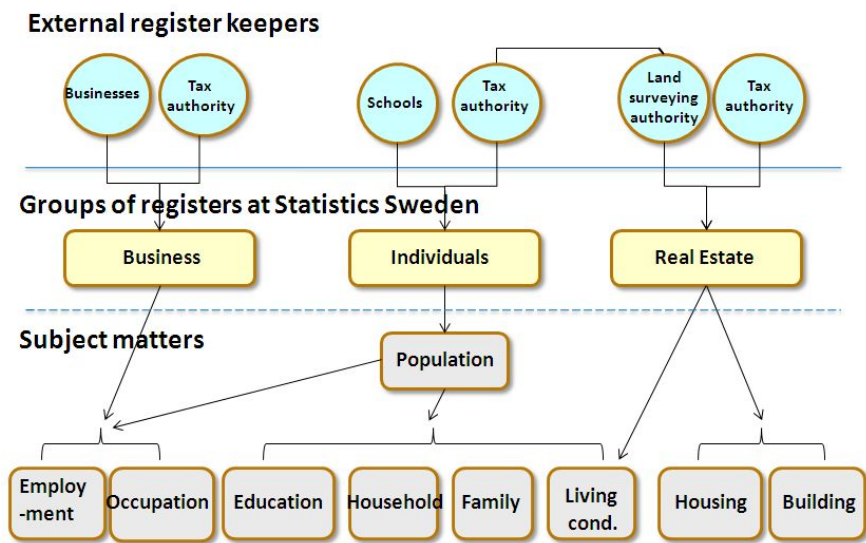 External register keepers
Businesses
Tax
authority
Schools
Tax
authority
Land
surveying
authority
Tax
authority
Groups of registers at Statistics Sweden
Business
Individuals
Real Estate
Subject matters
Population
Employ
-ment
Occupation
Education
Household
Family
Living
cond.
Housing
Building